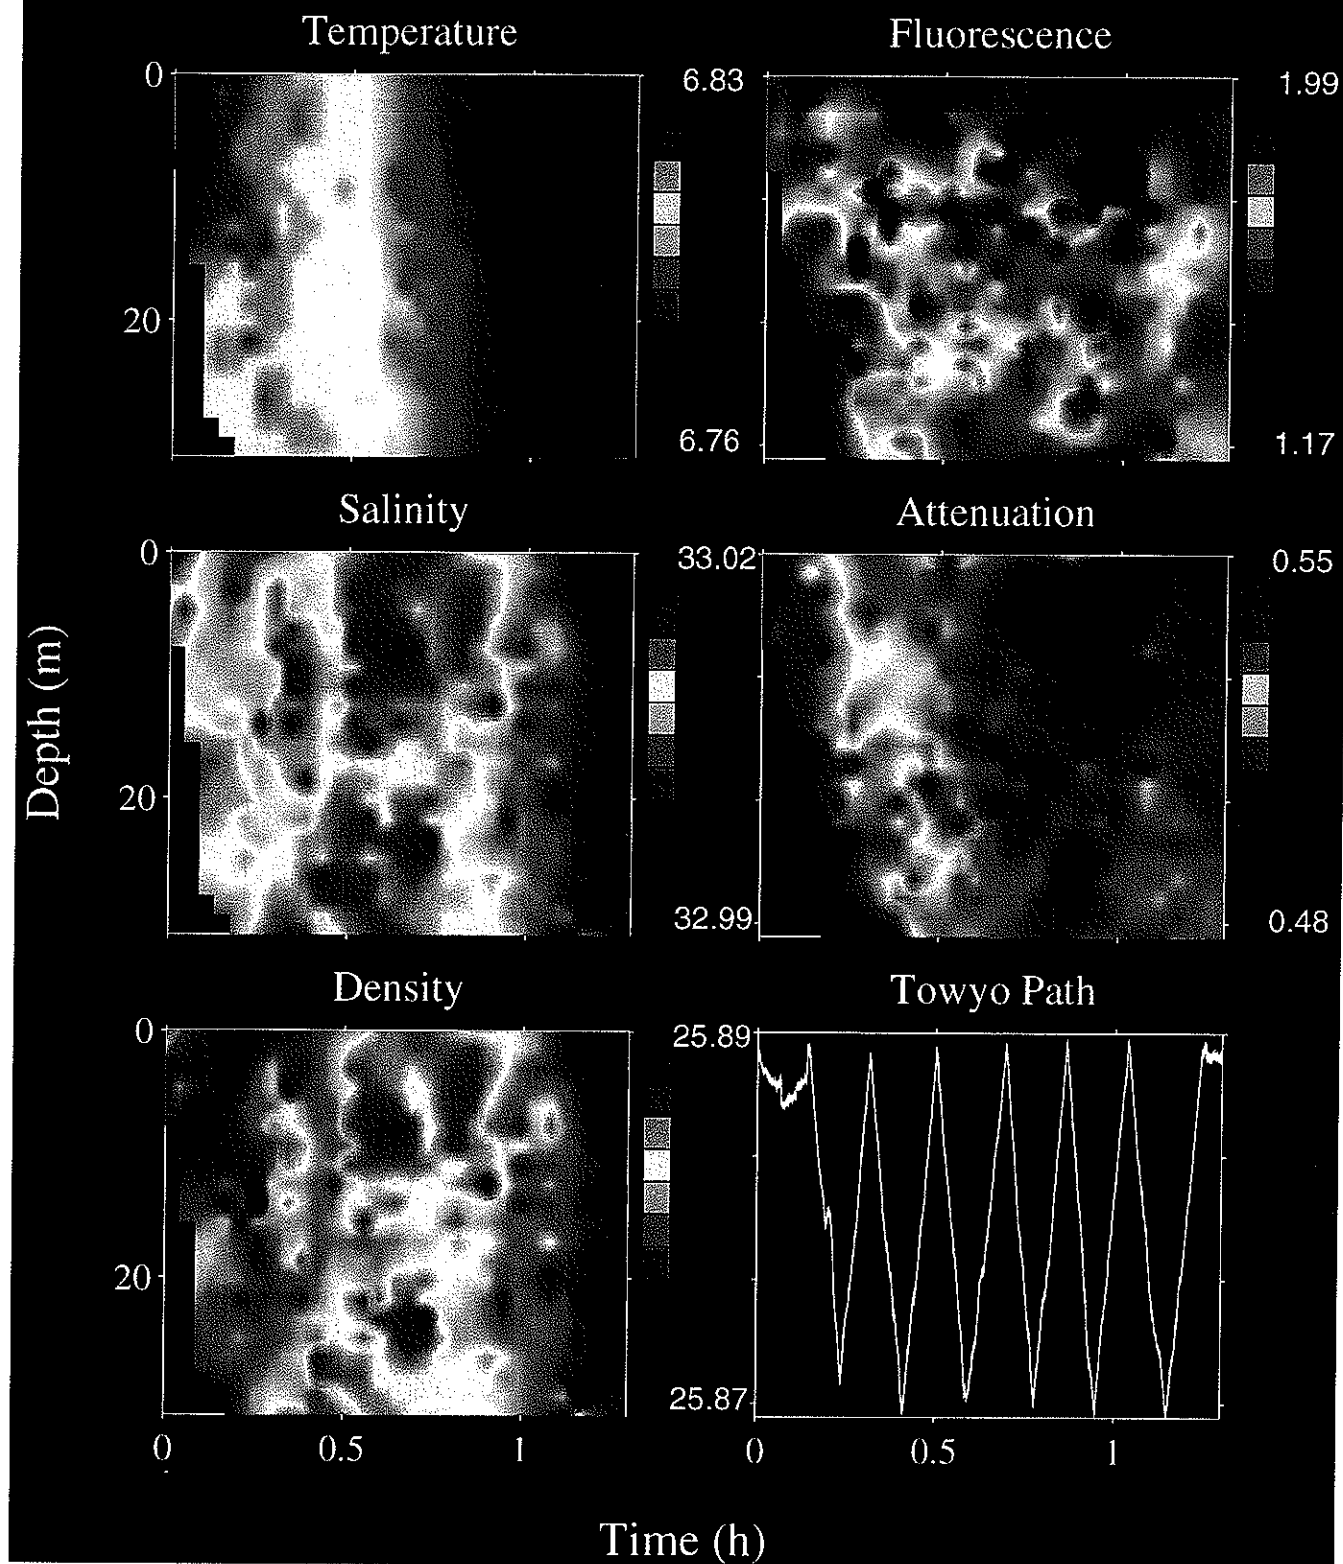 Temperature
Fluorescence
0
6.83
1.99
20
6.76
1.17
Salinity
Attenuation
0
33.02
0.55
Depth (m)
20
32.99
0.48
Density
Towyo Path
0
25.89
20
25.87
0
0.5
1
0
0.5
1
Time (h)